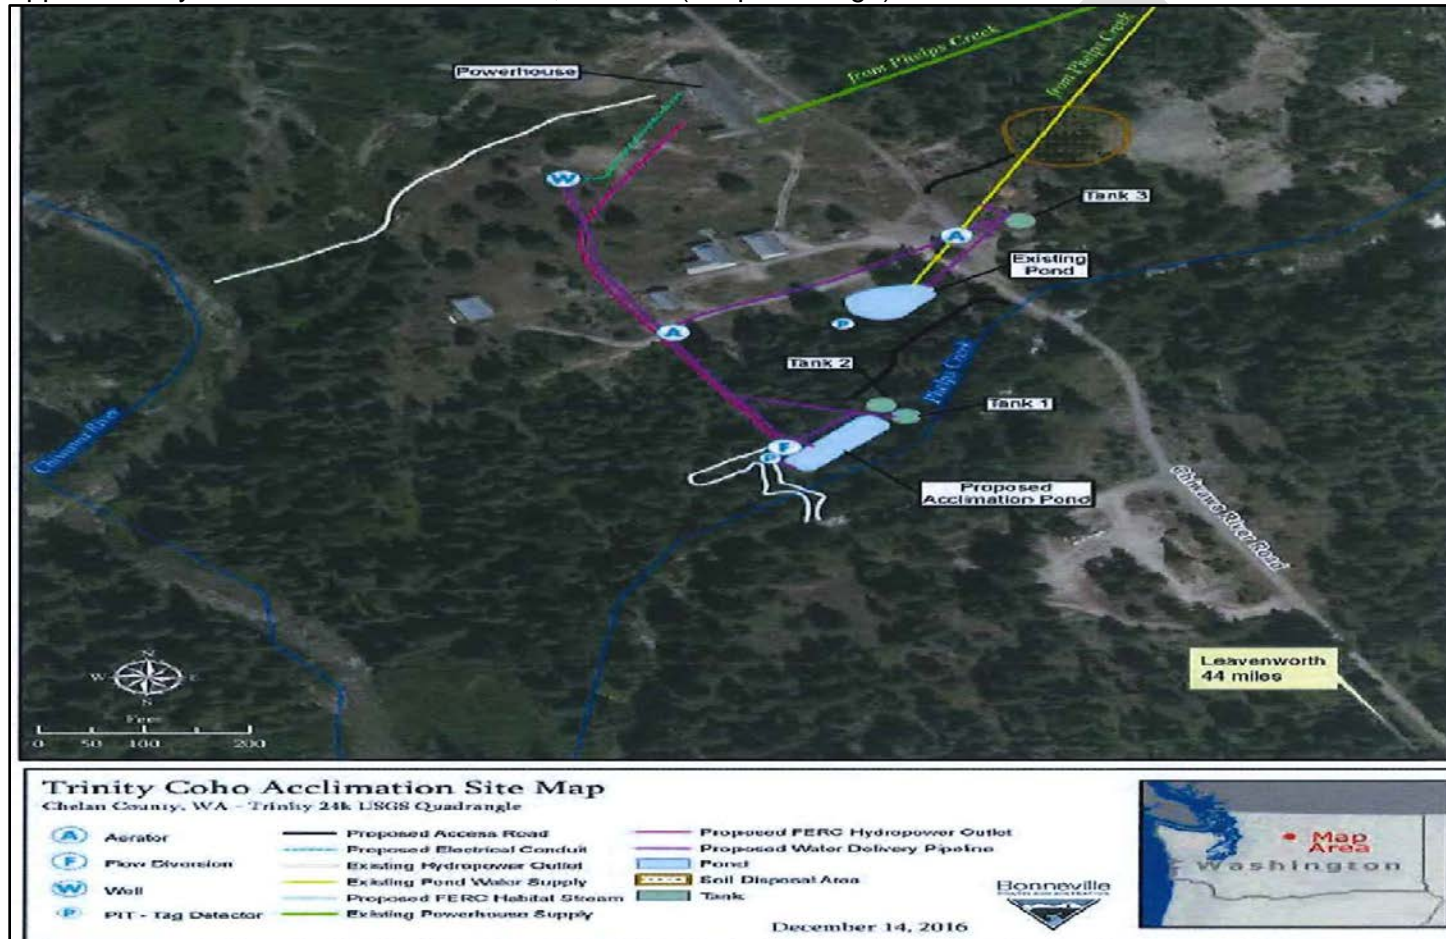 from Phelps Creek
from Phelps Creek
Powerhouse
W
Tank 3
A
Existing
Pond
P
A
Tank 2
Phelps Creek
Tank 1
Chiwawa River
F
P
Proposed
Acclimation Pond
Chiwawa River Road
Leavenworth
44 miles
N
W E
N
Feet
0 50 100 200
Trinity Coho Acclimation Site Map
Chelan County, WA - Trinity 24k USGS Quadrangle
A Aerator
F Flow Diversion
W Well
P PIT - Tag Detector
Proposed Access Road
Proposed Electrical Conduit
Existing Hydropower Outlet
Existing Pond Water Supply
Proposed FERC Habitat Stream
Existing Powerhouse Supply
Proposed FERC Hydropower Outlet
Proposed Water Delivery Pipeline
Pond
Soil Disposal Area
Tank
Bonneville
December 14, 2016
Map
Area
Washington